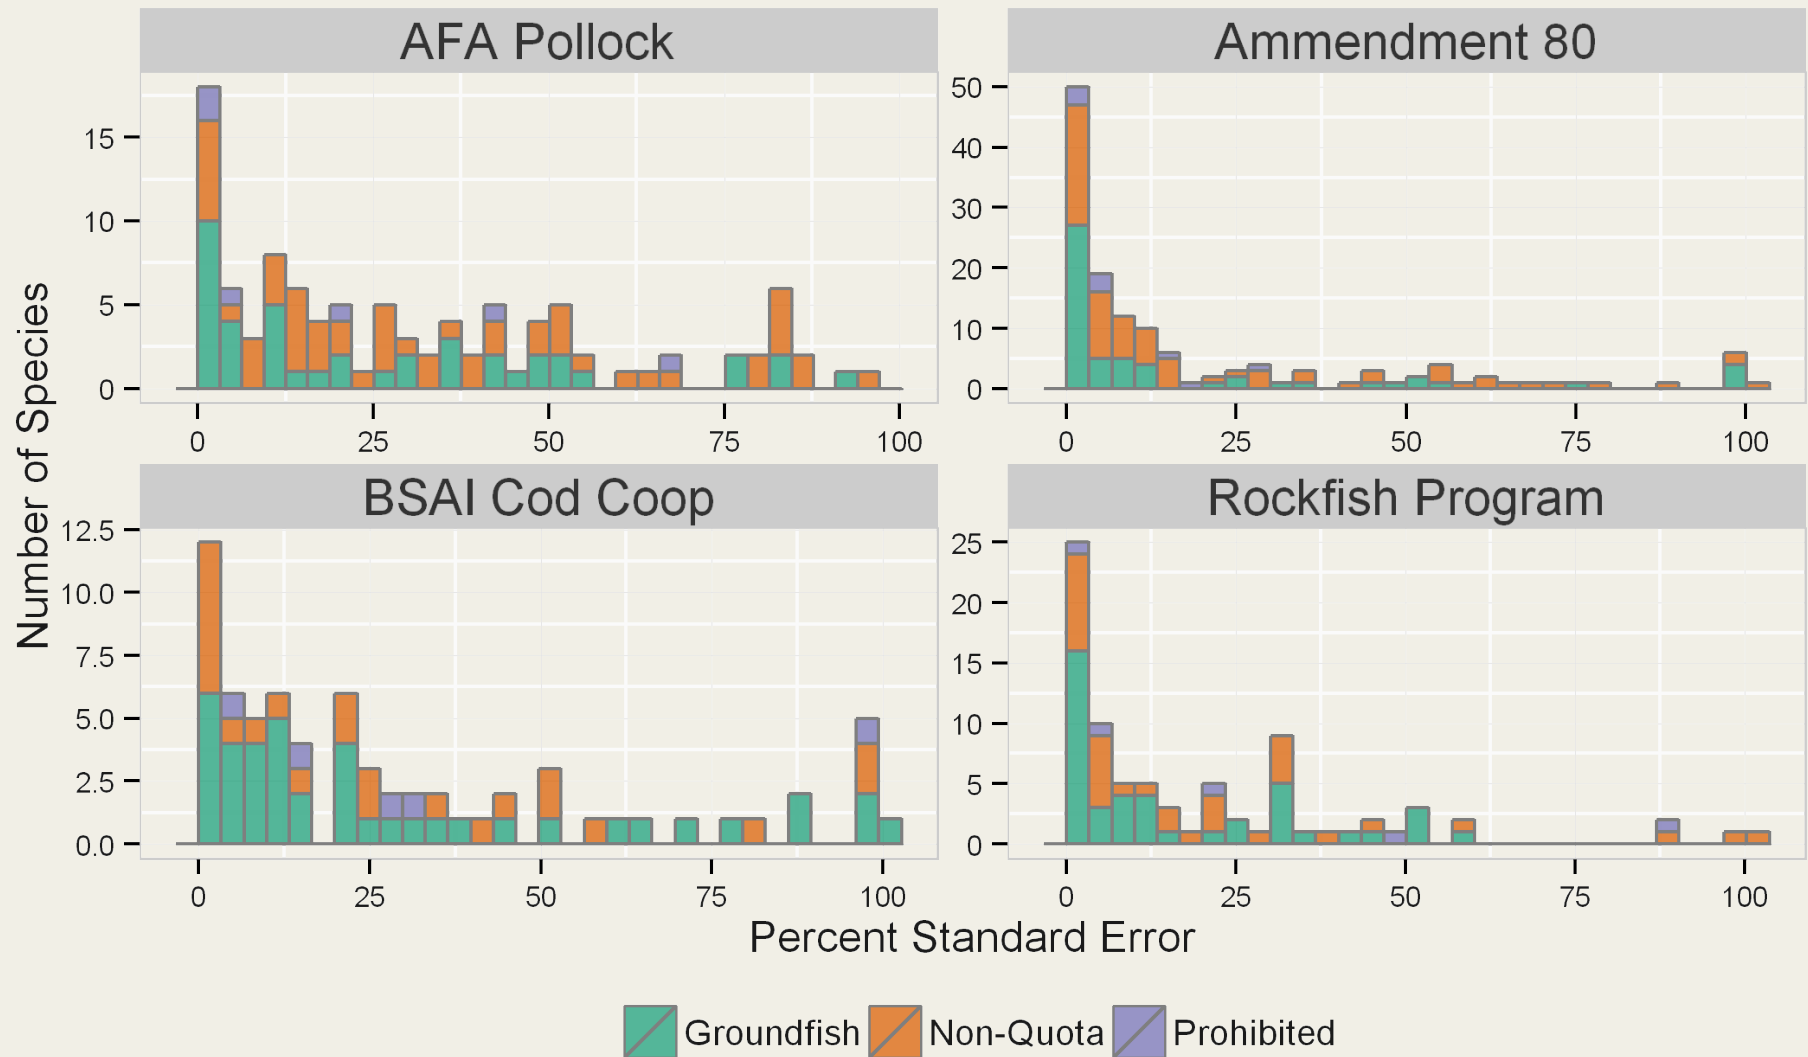 AFA Pollock
Ammendment 80
15
10
5
0
0 25 50 75 100
50
40
30
20
10
0
0 25 50 75 100
Number of Species
BSAI Cod Coop
Rockfish Program
12.5
10.0
7.5
5.0
2.5
0.0
0 25 50 75 100
25
20
15
10
5
0
0 25 50 75 100
Percent Standard Error
Groundfish Non-Quota Prohibited